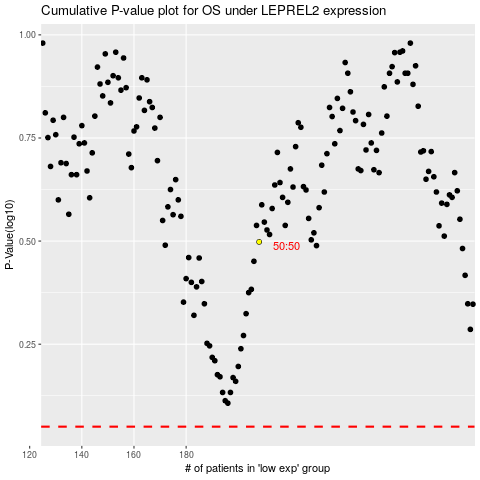 Cumulative P-value plot for OS under LEPREL2 expression
1.00
0.75
0.50
0.25
P-Value(log10)
50:50
120 140 160 180
# of patients in 'low exp' group